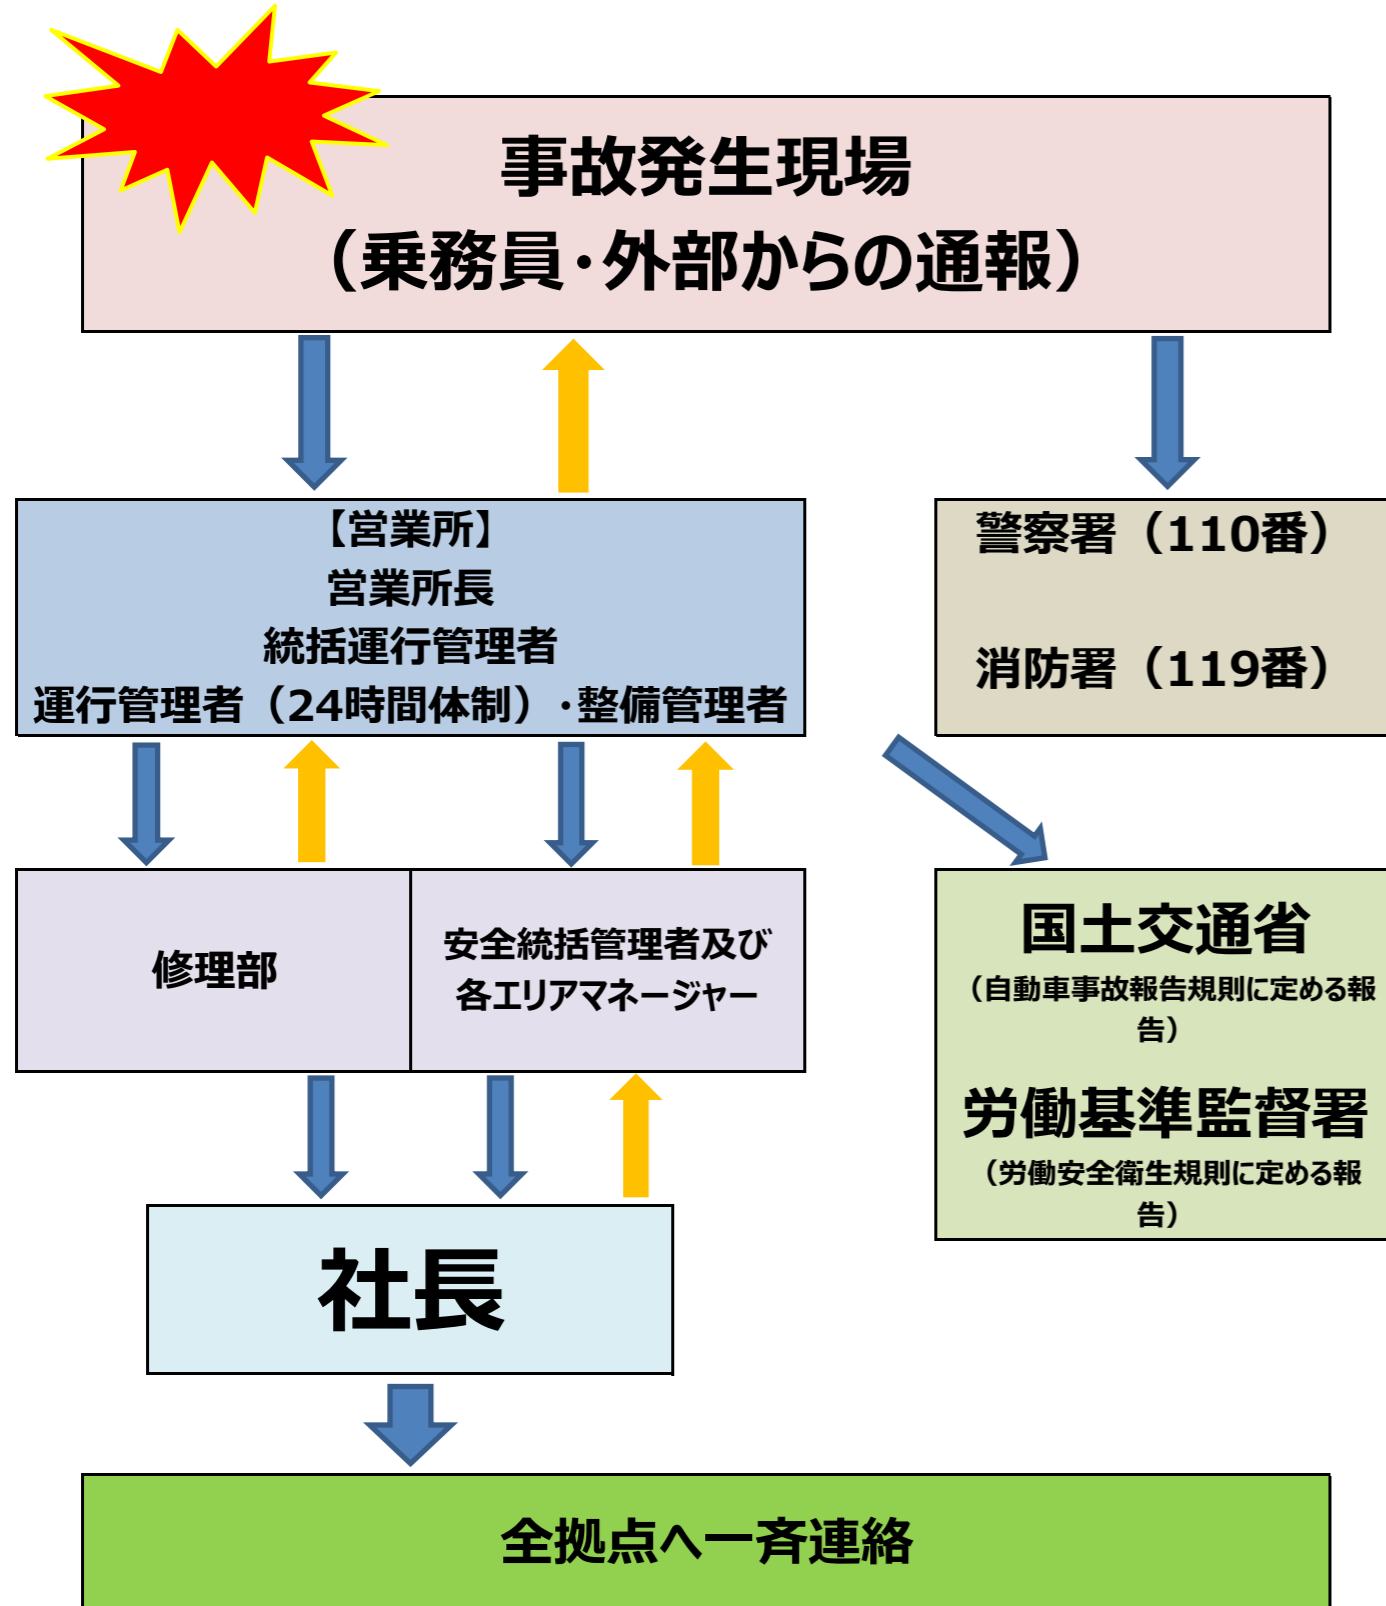 事故発生現場
（乗務員・外部からの通報）
【営業所】
営業所長
統括運行管理者
運行管理者（24時間体制）・整備管理者
警察署（110番）
消防署（119番）
修理部
安全統括管理者及び
各エリアマネージャー
国土交通省
（自動車事故報告規則に定める報
告）
労働基準監督署
（労働安全衛生規則に定める報
告）
社長
全拠点へ一斉連絡